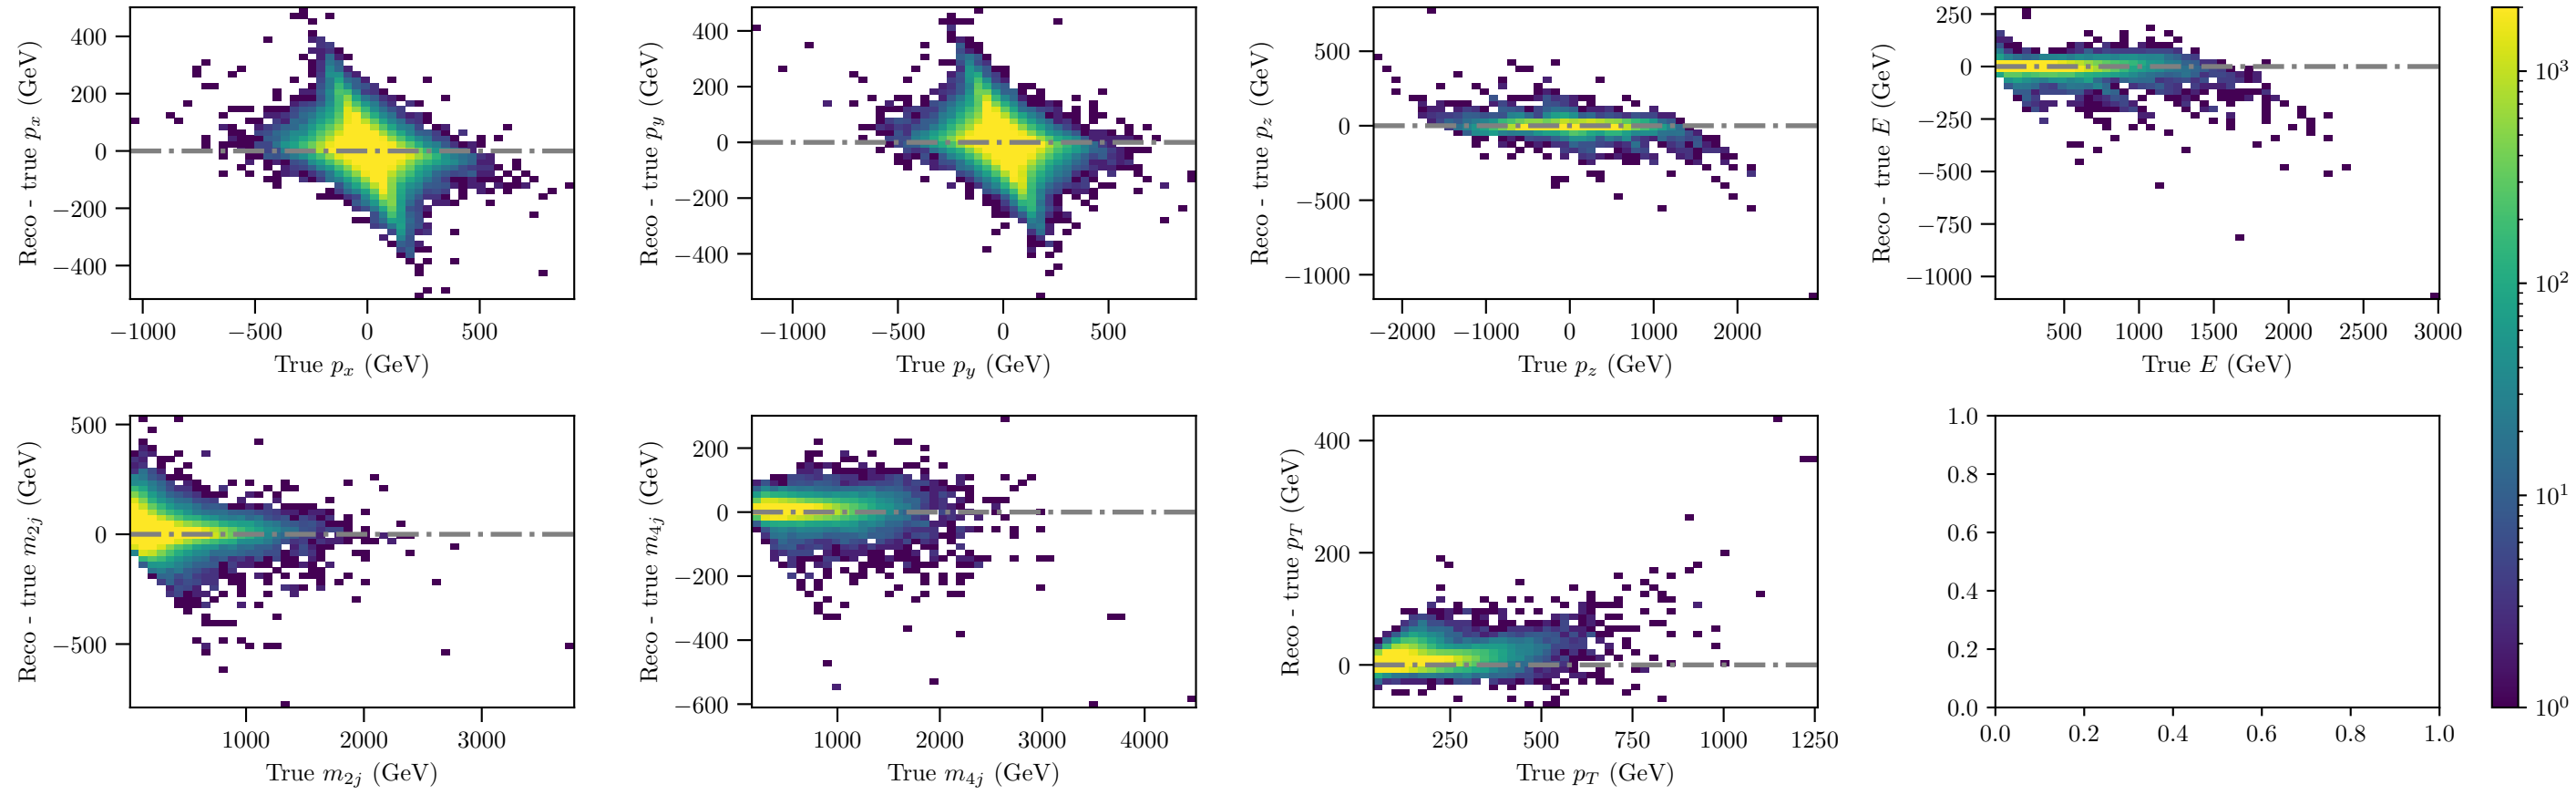 Reco - true p_x (GeV)
400
200
0
−200
−400
−1000 −500 0 500
True p_x (GeV)
Reco - true p_y (GeV)
400
200
0
−200
−400
−1000 −500 0 500
True p_y (GeV)
Reco - true p_z (GeV)
500
0
−500
−1000
−2000 −1000 0 1000 2000
True p_z (GeV)
Reco - true E (GeV)
250
0
−250
−500
−750
−1000
500 1000 1500 2000 2500 3000
True E (GeV)
10^3
10^2
10^1
10^0
Reco - true m_{2j} (GeV)
500
0
−500
1000 2000 3000
True m_{2j} (GeV)
Reco - true m_{4j} (GeV)
200
0
−200
−400
−600
1000 2000 3000 4000
True m_{4j} (GeV)
Reco - true p_T (GeV)
400
200
0
250 500 750 1000 1250
True p_T (GeV)
1.0
0.8
0.6
0.4
0.2
0.0
0.0 0.2 0.4 0.6 0.8 1.0